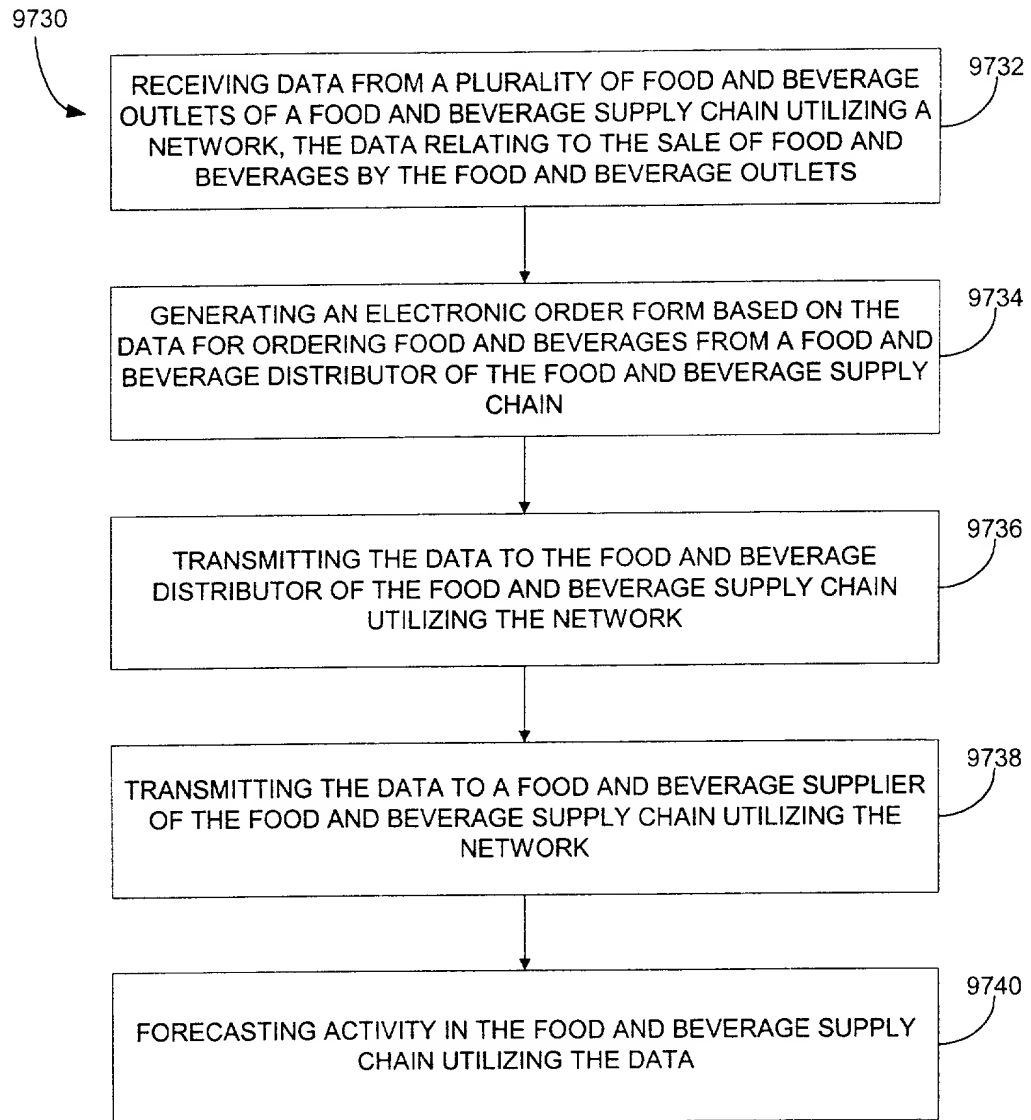 9730
RECEIVING DATA FROM A PLURALITY OF FOOD AND BEVERAGE
OUTLETS OF A FOOD AND BEVERAGE SUPPLY CHAIN UTILIZING A
NETWORK, THE DATA RELATING TO THE SALE OF FOOD AND
BEVERAGES BY THE FOOD AND BEVERAGE OUTLETS
9732
GENERATING AN ELECTRONIC ORDER FORM BASED ON THE
DATA FOR ORDERING FOOD AND BEVERAGES FROM A FOOD AND
BEVERAGE DISTRIBUTOR OF THE FOOD AND BEVERAGE SUPPLY
CHAIN
9734
TRANSMITTING THE DATA TO THE FOOD AND BEVERAGE
DISTRIBUTOR OF THE FOOD AND BEVERAGE SUPPLY CHAIN
UTILIZING THE NETWORK
9736
TRANSMITTING THE DATA TO A FOOD AND BEVERAGE SUPPLIER
OF THE FOOD AND BEVERAGE SUPPLY CHAIN UTILIZING THE
NETWORK
9738
FORECASTING ACTIVITY IN THE FOOD AND BEVERAGE SUPPLY
CHAIN UTILIZING THE DATA
9740